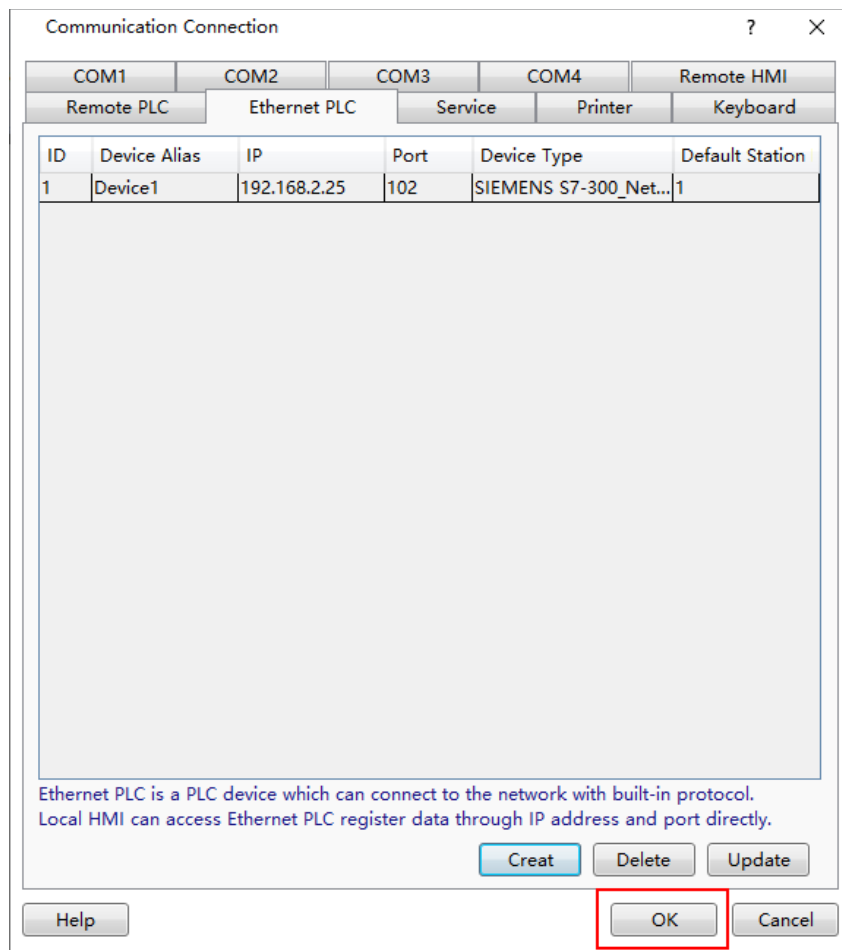 Communication Connection ? ×
COM1 COM2 COM3 COM4 Remote HMI
Remote PLC Ethernet PLC Service Printer Keyboard
ID Device Alias IP Port Device Type Default Station
1 Device1 192.168.2.25 102 SIEMENS S7-300_Net... 1
Ethernet PLC is a PLC device which can connect to the network with built-in protocol.
Local HMI can access Ethernet PLC register data through IP address and port directly.
Creat Delete Update
Help OK Cancel